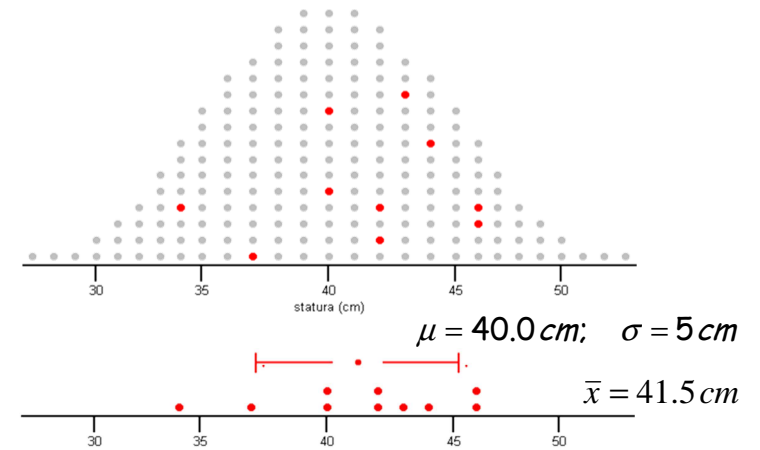 30 35 40 45 50
statura (cm)
μ = 40.0 cm; σ = 5 cm
x̄ = 41.5 cm
30 35 40 45 50